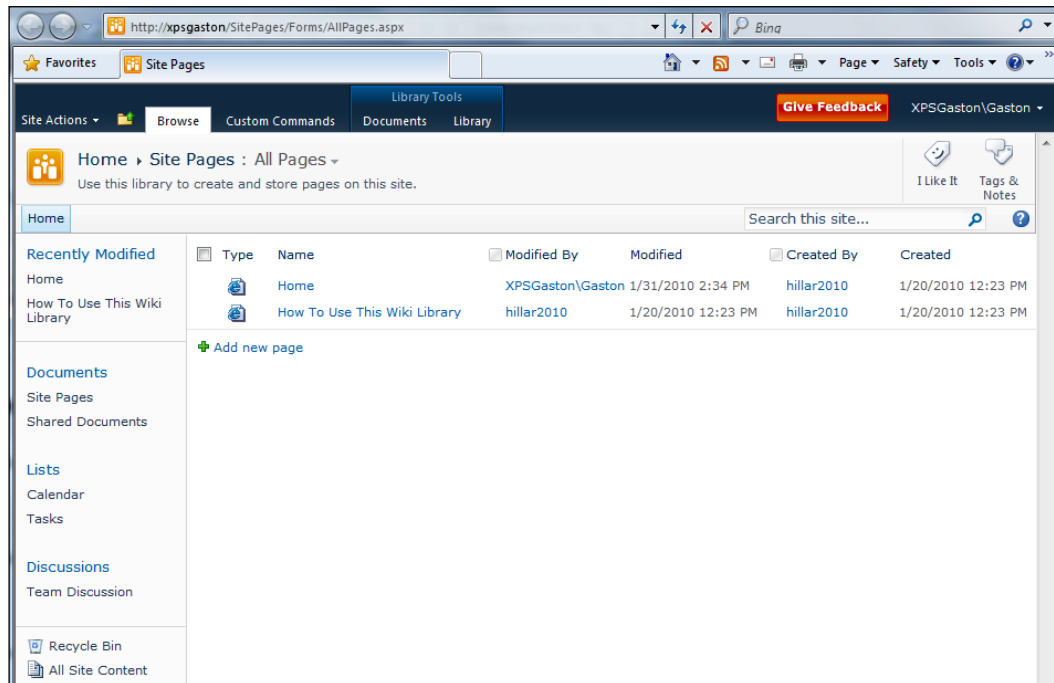 http://xpsgaston/SitePages/Forms/AllPages.aspx
Bing
Favorites
Site Pages
Page
Safety
Tools
»
Library Tools
Site Actions
Browse
Custom Commands
Documents
Library
Give Feedback
XPSGaston\Gaston
Home
Site Pages : All Pages
Use this library to create and store pages on this site.
I Like It
Tags &
Notes
Home
Search this site...
Recently Modified
Home
How To Use This Wiki
Library
Documents
Site Pages
Shared Documents
Lists
Calendar
Tasks
Discussions
Team Discussion
Recycle Bin
All Site Content
Type Name Modified By Modified Created By Created
Home XPSGaston\Gaston 1/31/2010 2:34 PM hillar2010 1/20/2010 12:23 PM
How To Use This Wiki Library hillar2010 1/20/2010 12:23 PM hillar2010 1/20/2010 12:23 PM
Add new page